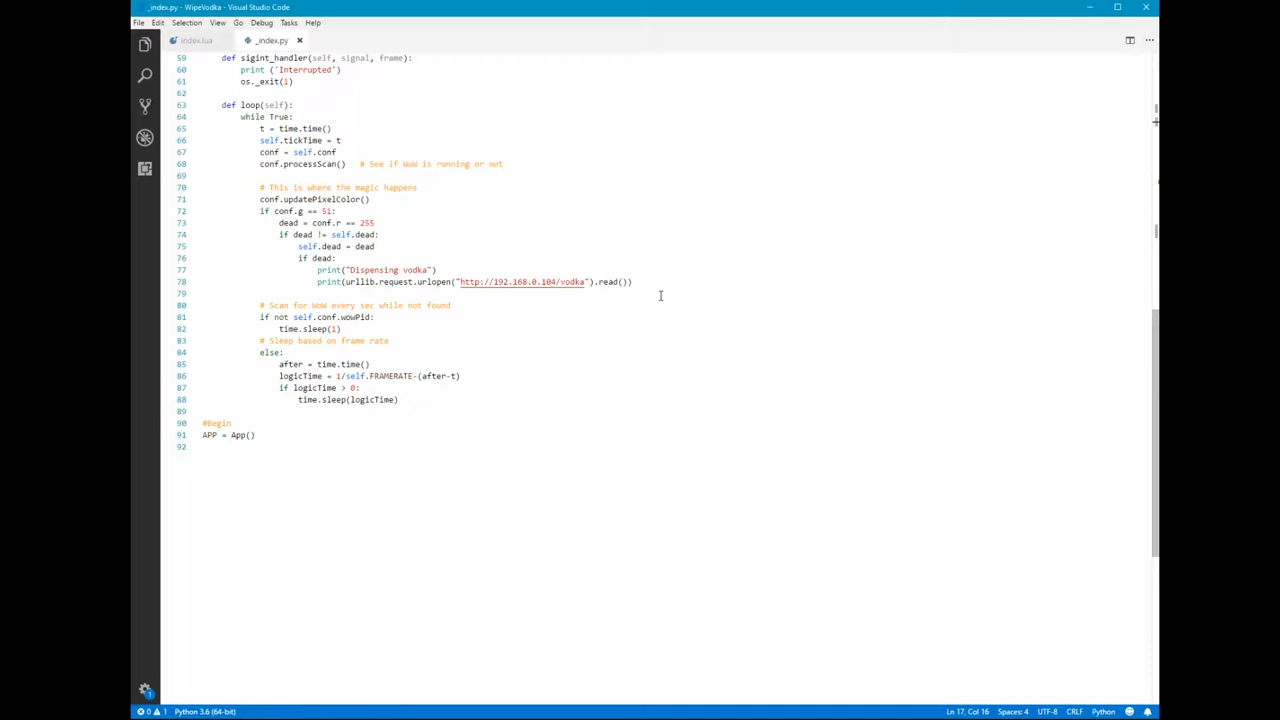 _index.py - WipeVodka - Visual Studio Code
File Edit Selection View Go Debug Tasks Help
index.lua _index.py
59 def sigint_handler(self, signal, frame):
60 print ('Interrupted')
61 os._exit(1)
62
63 def loop(self):
64 while True:
65 t = time.time()
66 self.tickTime = t
67 conf = self.conf
68 conf.processScan() # See if WoW is running or not
69
70 # This is where the magic happens
71 conf.updatePixelColor()
72 if conf.g == 51:
73 dead = conf.r == 255
74 if dead != self.dead:
75 self.dead = dead
76 if dead:
77 print("Dispensing vodka")
78 print(urllib.request.urlopen("http://192.168.0.104/vodka").read())
79
80 # Scan for WoW every sec while not found
81 if not self.conf.wowPid:
82 time.sleep(1)
83 # Sleep based on frame rate
84 else:
85 after = time.time()
86 logicTime = 1/self.FRAMERATE-(after-t)
87 if logicTime > 0:
88 time.sleep(logicTime)
89
90 #Begin
91 APP = App()
92
1
0 1 Python 3.6 (64-bit) Ln 17, Col 16 Spaces: 4 UTF-8 CRLF Python